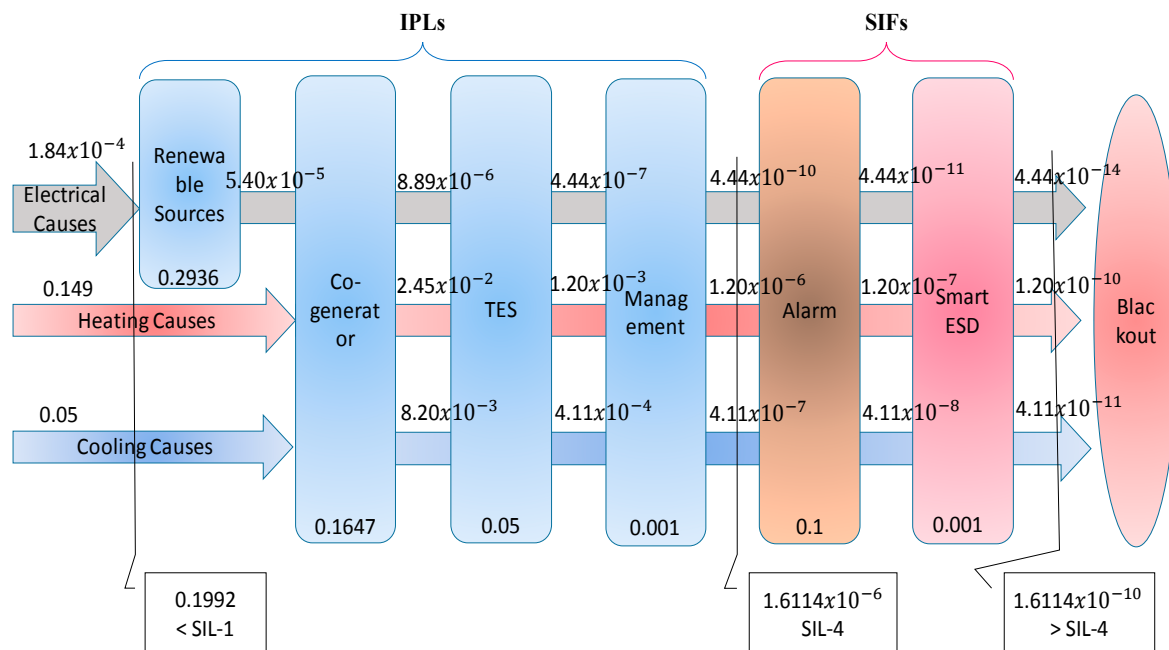 IPLs
SIFs
1.84x10⁻⁴
Electrical
Causes
Renewa
ble
Sources
0.2936
5.40x10⁻⁵
8.89x10⁻⁶
4.44x10⁻⁷
4.44x10⁻¹⁰
4.44x10⁻¹¹
4.44x10⁻¹⁴
0.149
Heating Causes
Co-
generat
or
2.45x10⁻²
TES
1.20x10⁻³
Manag
ement
1.20x10⁻⁶
Alarm
1.20x10⁻⁷
Smart
ESD
1.20x10⁻¹⁰
Blac
kout
0.05
Cooling Causes
8.20x10⁻³
4.11x10⁻⁴
4.11x10⁻⁷
4.11x10⁻⁸
4.11x10⁻¹¹
0.1647
0.05
0.001
0.1
0.001
0.1992
< SIL-1
1.6114x10⁻⁶
SIL-4
1.6114x10⁻¹⁰
> SIL-4